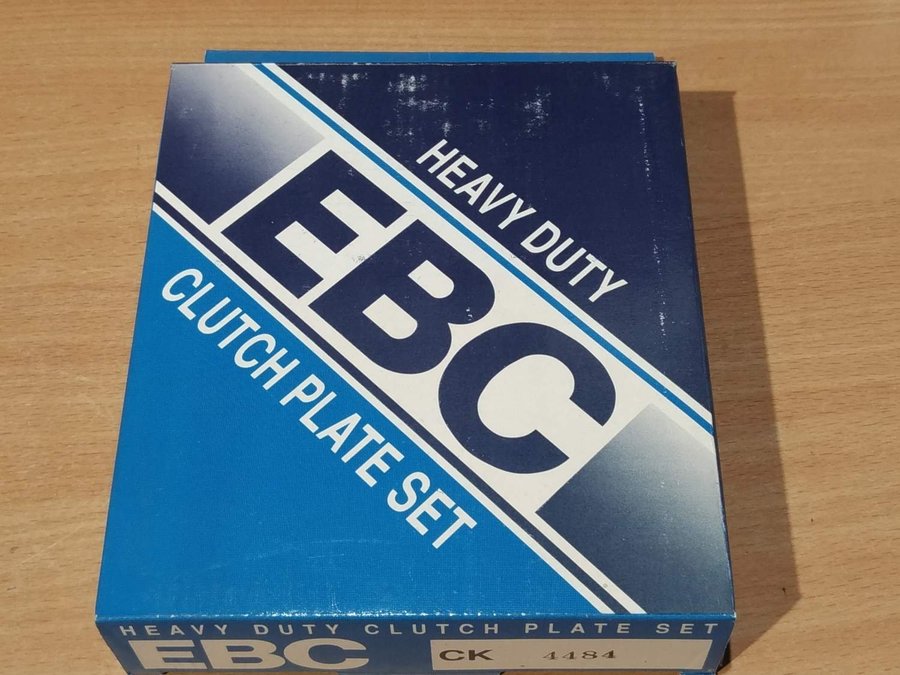 HEAVY DUTY
EBC
CLUTCH PLATE SET
HEAVY DUTY CLUTCH PLATE SET
EBC CK 4484